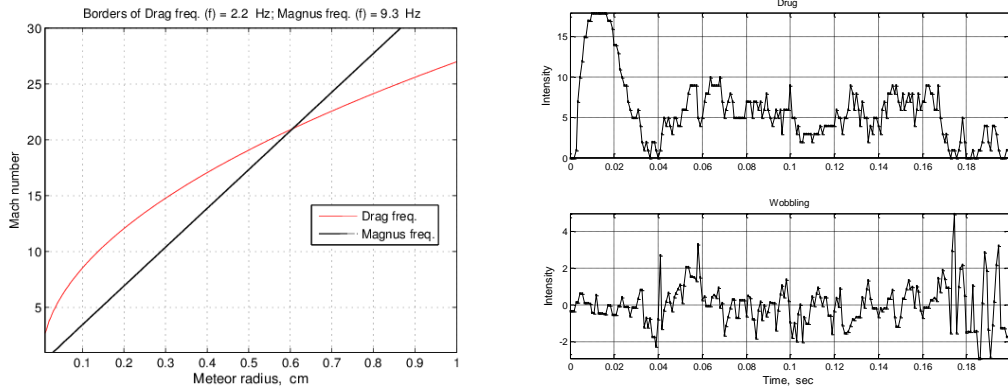 Borders of Drag freq. (f) = 2.2 Hz; Magnus freq. (f) = 9.3 Hz
30
25
20
15
10
5
Mach number
0.1 0.2 0.3 0.4 0.5 0.6 0.7 0.8 0.9 1
Meteor radius, cm
Drag freq.
Magnus freq.
Drug
15
10
5
0
Intensity
0 0.02 0.04 0.06 0.08 0.1 0.12 0.14 0.16 0.18
Wobbling
4
2
0
-2
Intensity
0 0.02 0.04 0.06 0.08 0.1 0.12 0.14 0.16 0.18
Time, sec